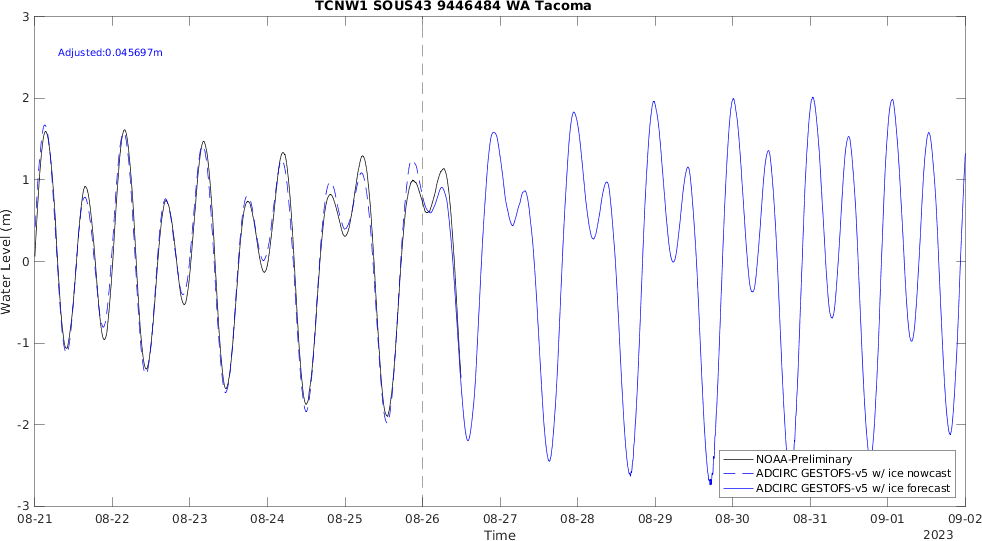 TCNW1 SOUS43 9446484 WA Tacoma
Adjusted:0.045697m
Water Level (m)
3
2
1
0
-1
-2
-3
NOAA-Preliminary
ADCIRC GESTOFS-v5 w/ ice nowcast
ADCIRC GESTOFS-v5 w/ ice forecast
08-21 08-22 08-23 08-24 08-25 08-26 08-27 08-28 08-29 08-30 08-31 09-01 09-02
Time
2023